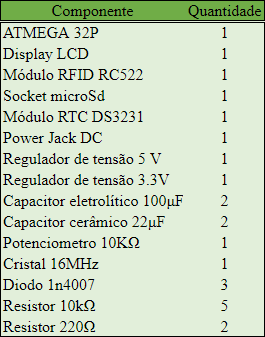 Componente Quantidade
ATMEGA 32P 1
Display LCD 1
Módulo RFID RC522 1
Socket microSd 1
Módulo RTC DS3231 1
Power Jack DC 1
Regulador de tensão 5 V 1
Regulador de tensão 3.3V 1
Capacitor eletrolítico 100µF 2
Capacitor cerâmico 22µF 2
Potenciometro 10KΩ 1
Cristal 16MHz 1
Diodo 1n4007 3
Resistor 10kΩ 5
Resistor 220Ω 2